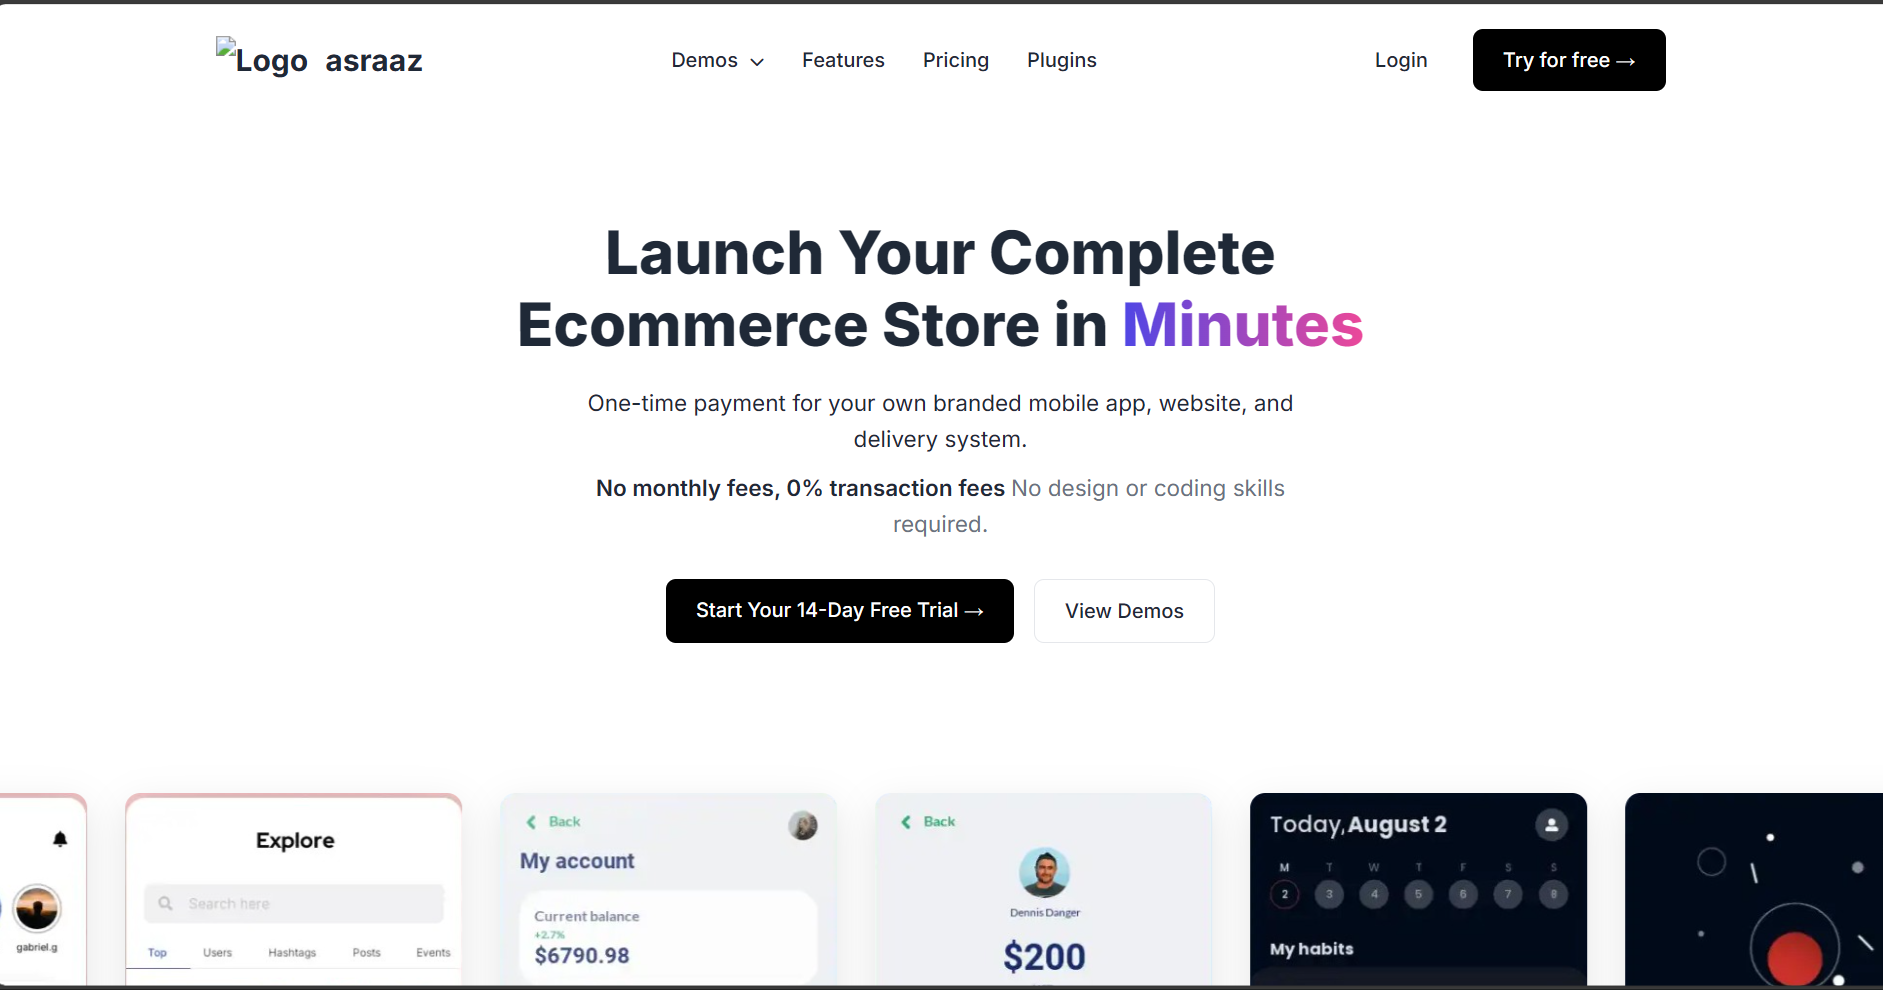 Logo asraaz
Demos
Features
Pricing
Plugins
Login
Try for free →
Launch Your Complete
Ecommerce Store in Minutes
One-time payment for your own branded mobile app, website, and
delivery system.
No monthly fees, 0% transaction fees No design or coding skills
required.
Start Your 14-Day Free Trial →
View Demos
gabriel.g
Explore
Search here
Top Users Hashtags Posts Events
Back
My account
Current balance
+2.7%
$6790.98
Back
Dennis Danger
$200
Today, August 2
M T W T F S S
2 3 4 5 6 7 8
My habits